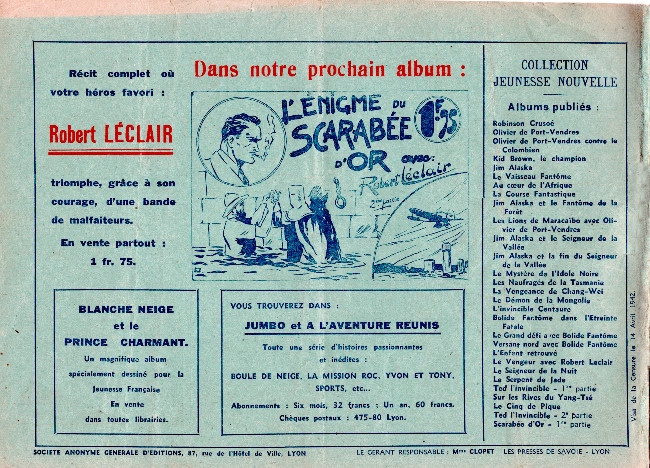 Récit complet où
votre héros favori :
Robert LÉCLAIR
triomphe, grâce à son
courage, d'une bande
de malfaiteurs.
En vente partout :
1 fr. 75.
Dans notre prochain album :
L'ÉNIGME DU
SCARABÉE
D'OR
1F,75
avec:
Robert Léclair
2me partie
BLANCHE NEIGE
et le
PRINCE CHARMANT.
Un magnifique album
spécialement dessiné pour la
Jeunesse Française
En vente
dans toutes librairies.
VOUS TROUVEREZ DANS :
JUMBO et A L'AVENTURE REUNIS
Toute une série d'histoires passionnantes
et inédites :
BOULE DE NEIGE, LA MISSION ROC, YVON ET TONY,
SPORTS, etc...
Abonnements : Six mois, 32 francs : Un an, 60 francs.
Chèques postaux : 475-80 Lyon.
COLLECTION
JEUNESSE NOUVELLE
Albums publiés :
Robinson Crusoé
Olivier de Port-Vendres
Olivier de Port-Vendres contre le
Colombien
Kid Brown, le champion
Jim Alaska
Le Vaisseau Fantôme
Au cœur de l'Afrique
La Course Fantastique
Jim Alaska et le Fantôme de la
Forêt
Les Lions de Maracaïbo avec Oli-
vier de Port-Vendres
Jim Alaska et le Seigneur de la
Vallée
Jim Alaska et la fin du Seigneur
de la Vallée
Le Mystère de l'Idole Noire
Les Naufragés de la Tasmania
La Vengeance de Chang-Wei
Le Démon de la Mongolie
L'invincible Centaure
Bolide Fantôme dans l'Etreinte
Fatale
Le Grand défi avec Bolide Fantôme
Versany nord avec Bolide Fantôme
L'Enfant retrouvé
Le Vengeur avec Robert Leclair
Le Seigneur de la Nuit
Le Serpent de Jade
Ted l'invincible - 1re partie
Sur les Rives du Yang-Tsé
Le Cinq de Pique
Ted l'Invincible - 2e partie
Scarabée d'Or - 1re partie
Visa de la Censure le 14 Avril 1942.
SOCIETE ANONYME GENERALE D'EDITIONS, 87, rue de l'Hôtel de Ville, LYON
LE GERANT RESPONSABLE : Mme CLOPET
LES PRESSES DE SAVOIE - LYON